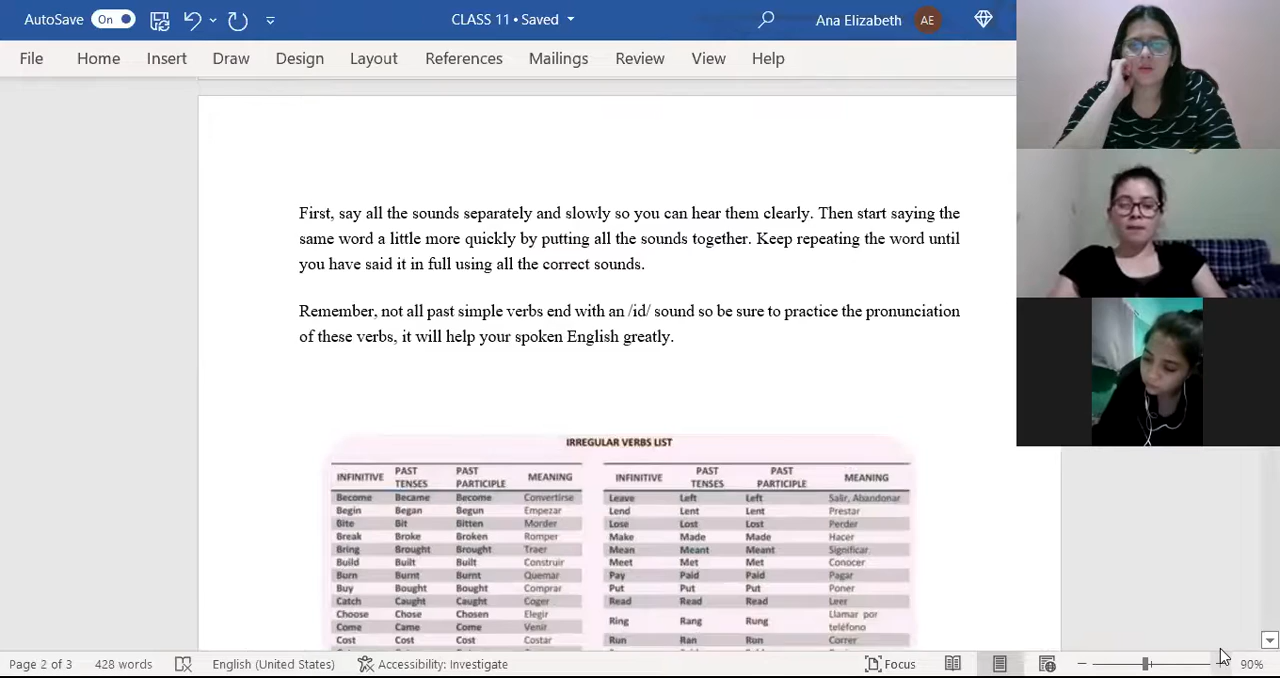 AutoSave On CLASS 11 • Saved Ana Elizabeth AE
File Home Insert Draw Design Layout References Mailings Review View Help
First, say all the sounds separately and slowly so you can hear them clearly. Then start saying the
same word a little more quickly by putting all the sounds together. Keep repeating the word until
you have said it in full using all the correct sounds.
Remember, not all past simple verbs end with an /id/ sound so be sure to practice the pronunciation
of these verbs, it will help your spoken English greatly.
IRREGULAR VERBS LIST
INFINITIVE PAST TENSES PAST PARTICIPLE MEANING INFINITIVE PAST TENSES PAST PARTICIPLE MEANING
Become Became Become Convertirse Leave Left Left Salir, Abandonar
Begin Began Begun Empezar Lend Lent Lent Prestar
Bite Bit Bitten Morder Lose Lost Lost Perder
Break Broke Broken Romper Make Made Made Hacer
Bring Brought Brought Traer Mean Meant Meant Significar
Build Built Built Construir Meet Met Met Conocer
Burn Burnt Burnt Quemar Pay Paid Paid Pagar
Buy Bought Bought Comprar Put Put Put Poner
Catch Caught Caught Coger Read Read Read Leer
Choose Chose Chosen Elegir Ring Rang Rung Llamar por teléfono
Come Came Come Venir
Cost Cost Cost Costar Run Ran Run Correr
Page 2 of 3 428 words English (United States) Accessibility: Investigate Focus 90%